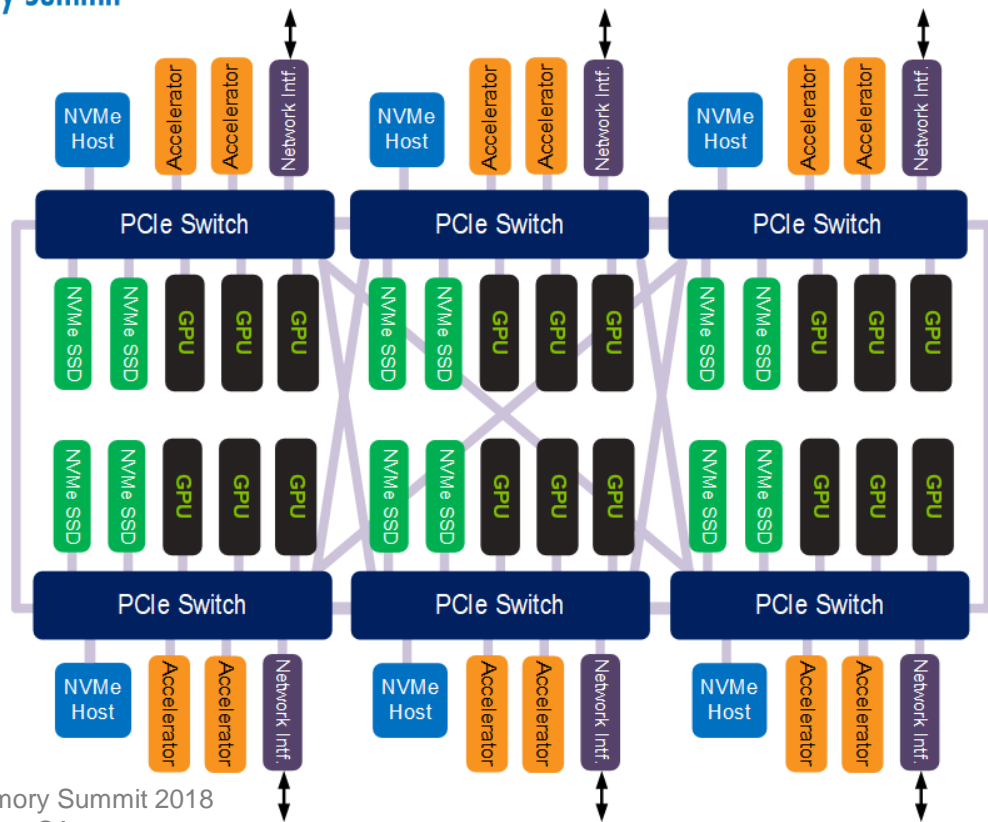 y Summit
NVMe
Host
Accelerator
Accelerator
Network Intf.
NVMe
Host
Accelerator
Accelerator
Network Intf.
NVMe
Host
Accelerator
Accelerator
Network Intf.
PCIe Switch
PCIe Switch
PCIe Switch
NVMe SSD
NVMe SSD
GPU
GPU
GPU
NVMe SSD
NVMe SSD
GPU
GPU
GPU
NVMe SSD
NVMe SSD
GPU
GPU
GPU
NVMe SSD
NVMe SSD
GPU
GPU
GPU
NVMe SSD
NVMe SSD
GPU
GPU
GPU
NVMe SSD
NVMe SSD
GPU
GPU
GPU
PCIe Switch
PCIe Switch
PCIe Switch
NVMe
Host
Accelerator
Accelerator
Network Intf.
NVMe
Host
Accelerator
Accelerator
Network Intf.
NVMe
Host
Accelerator
Accelerator
Network Intf.
mory Summit 2018